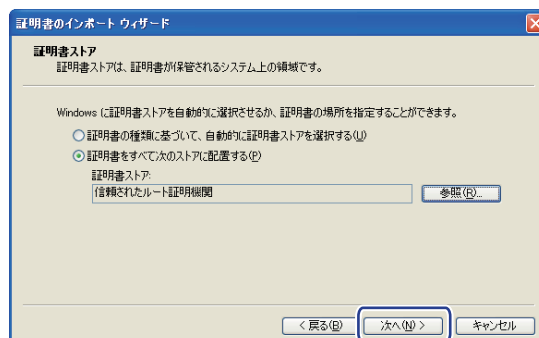 証明書のインポート ウィザード
証明書ストア
証明書ストアは、証明書が保管されるシステム上の領域です。
Windows に証明書ストアを自動的に選択させるか、証明書の場所を指定することができます。
証明書の種類に基づいて、自動的に証明書ストアを選択する(U)
証明書をすべて次のストアに配置する(P)
証明書ストア:
信頼されたルート証明機関
参照(R)...
< 戻る(B)
次へ(N) >
キャンセル